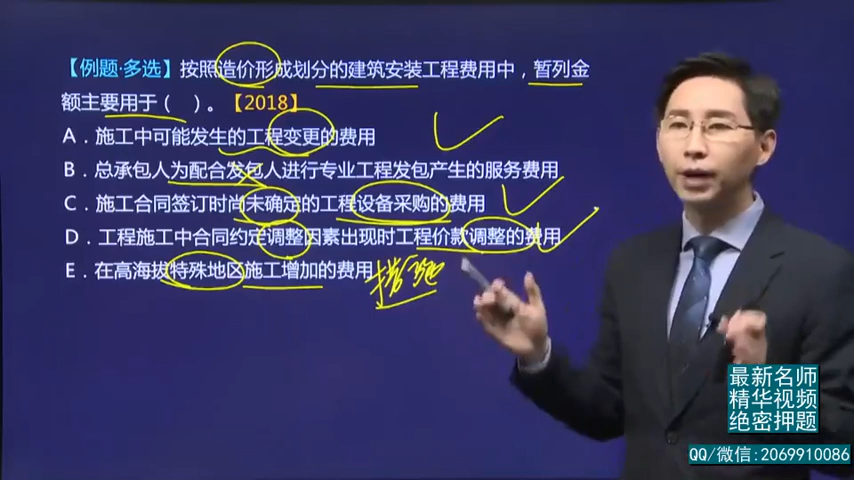 【例题·多选】按照造价形成划分的建筑安装工程费用中，暂列金
额主要用于（ ）。【2018】
A．施工中可能发生的工程变更的费用
B．总承包人为配合发包人进行专业工程发包产生的服务费用
C．施工合同签订时尚未确定的工程设备采购的费用
D．工程施工中合同约定调整因素出现时工程价款调整的费用
E．在高海拔特殊地区施工增加的费用
最新名师
精华视频
绝密押题
QQ/微信:2069910086